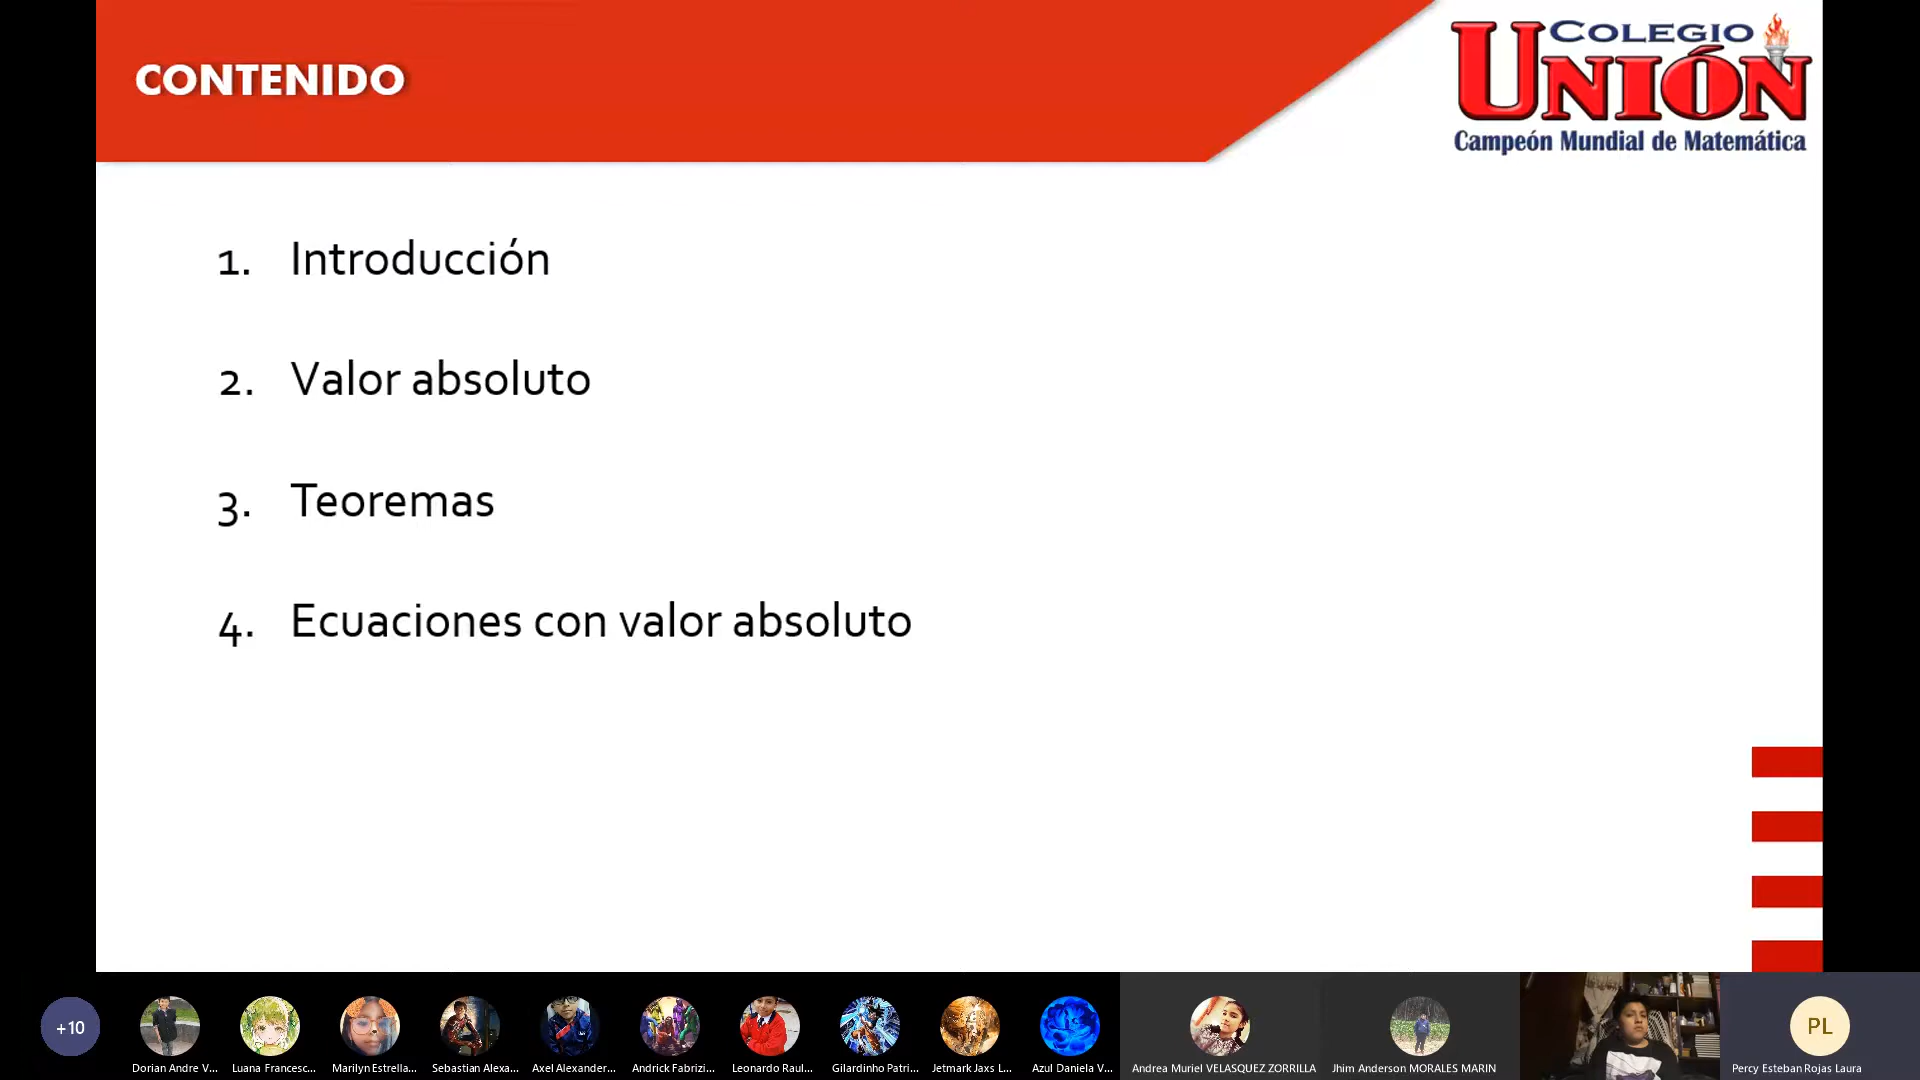 CONTENIDO
COLEGIO
UNIÓN
Campeón Mundial de Matemática
1. Introducción
2. Valor absoluto
3. Teoremas
4. Ecuaciones con valor absoluto
+10
Dorian Andre V...
Luana Francesc...
Marilyn Estrella...
Sebastian Alexa...
Axel Alexander...
Andrick Fabrizi...
Leonardo Raul...
Gilardinho Patri...
Jetmark Jaxs L...
Azul Daniela V...
Andrea Muriel VELASQUEZ ZORRILLA
Jhim Anderson MORALES MARIN
PL
Percy Esteban Rojas Laura